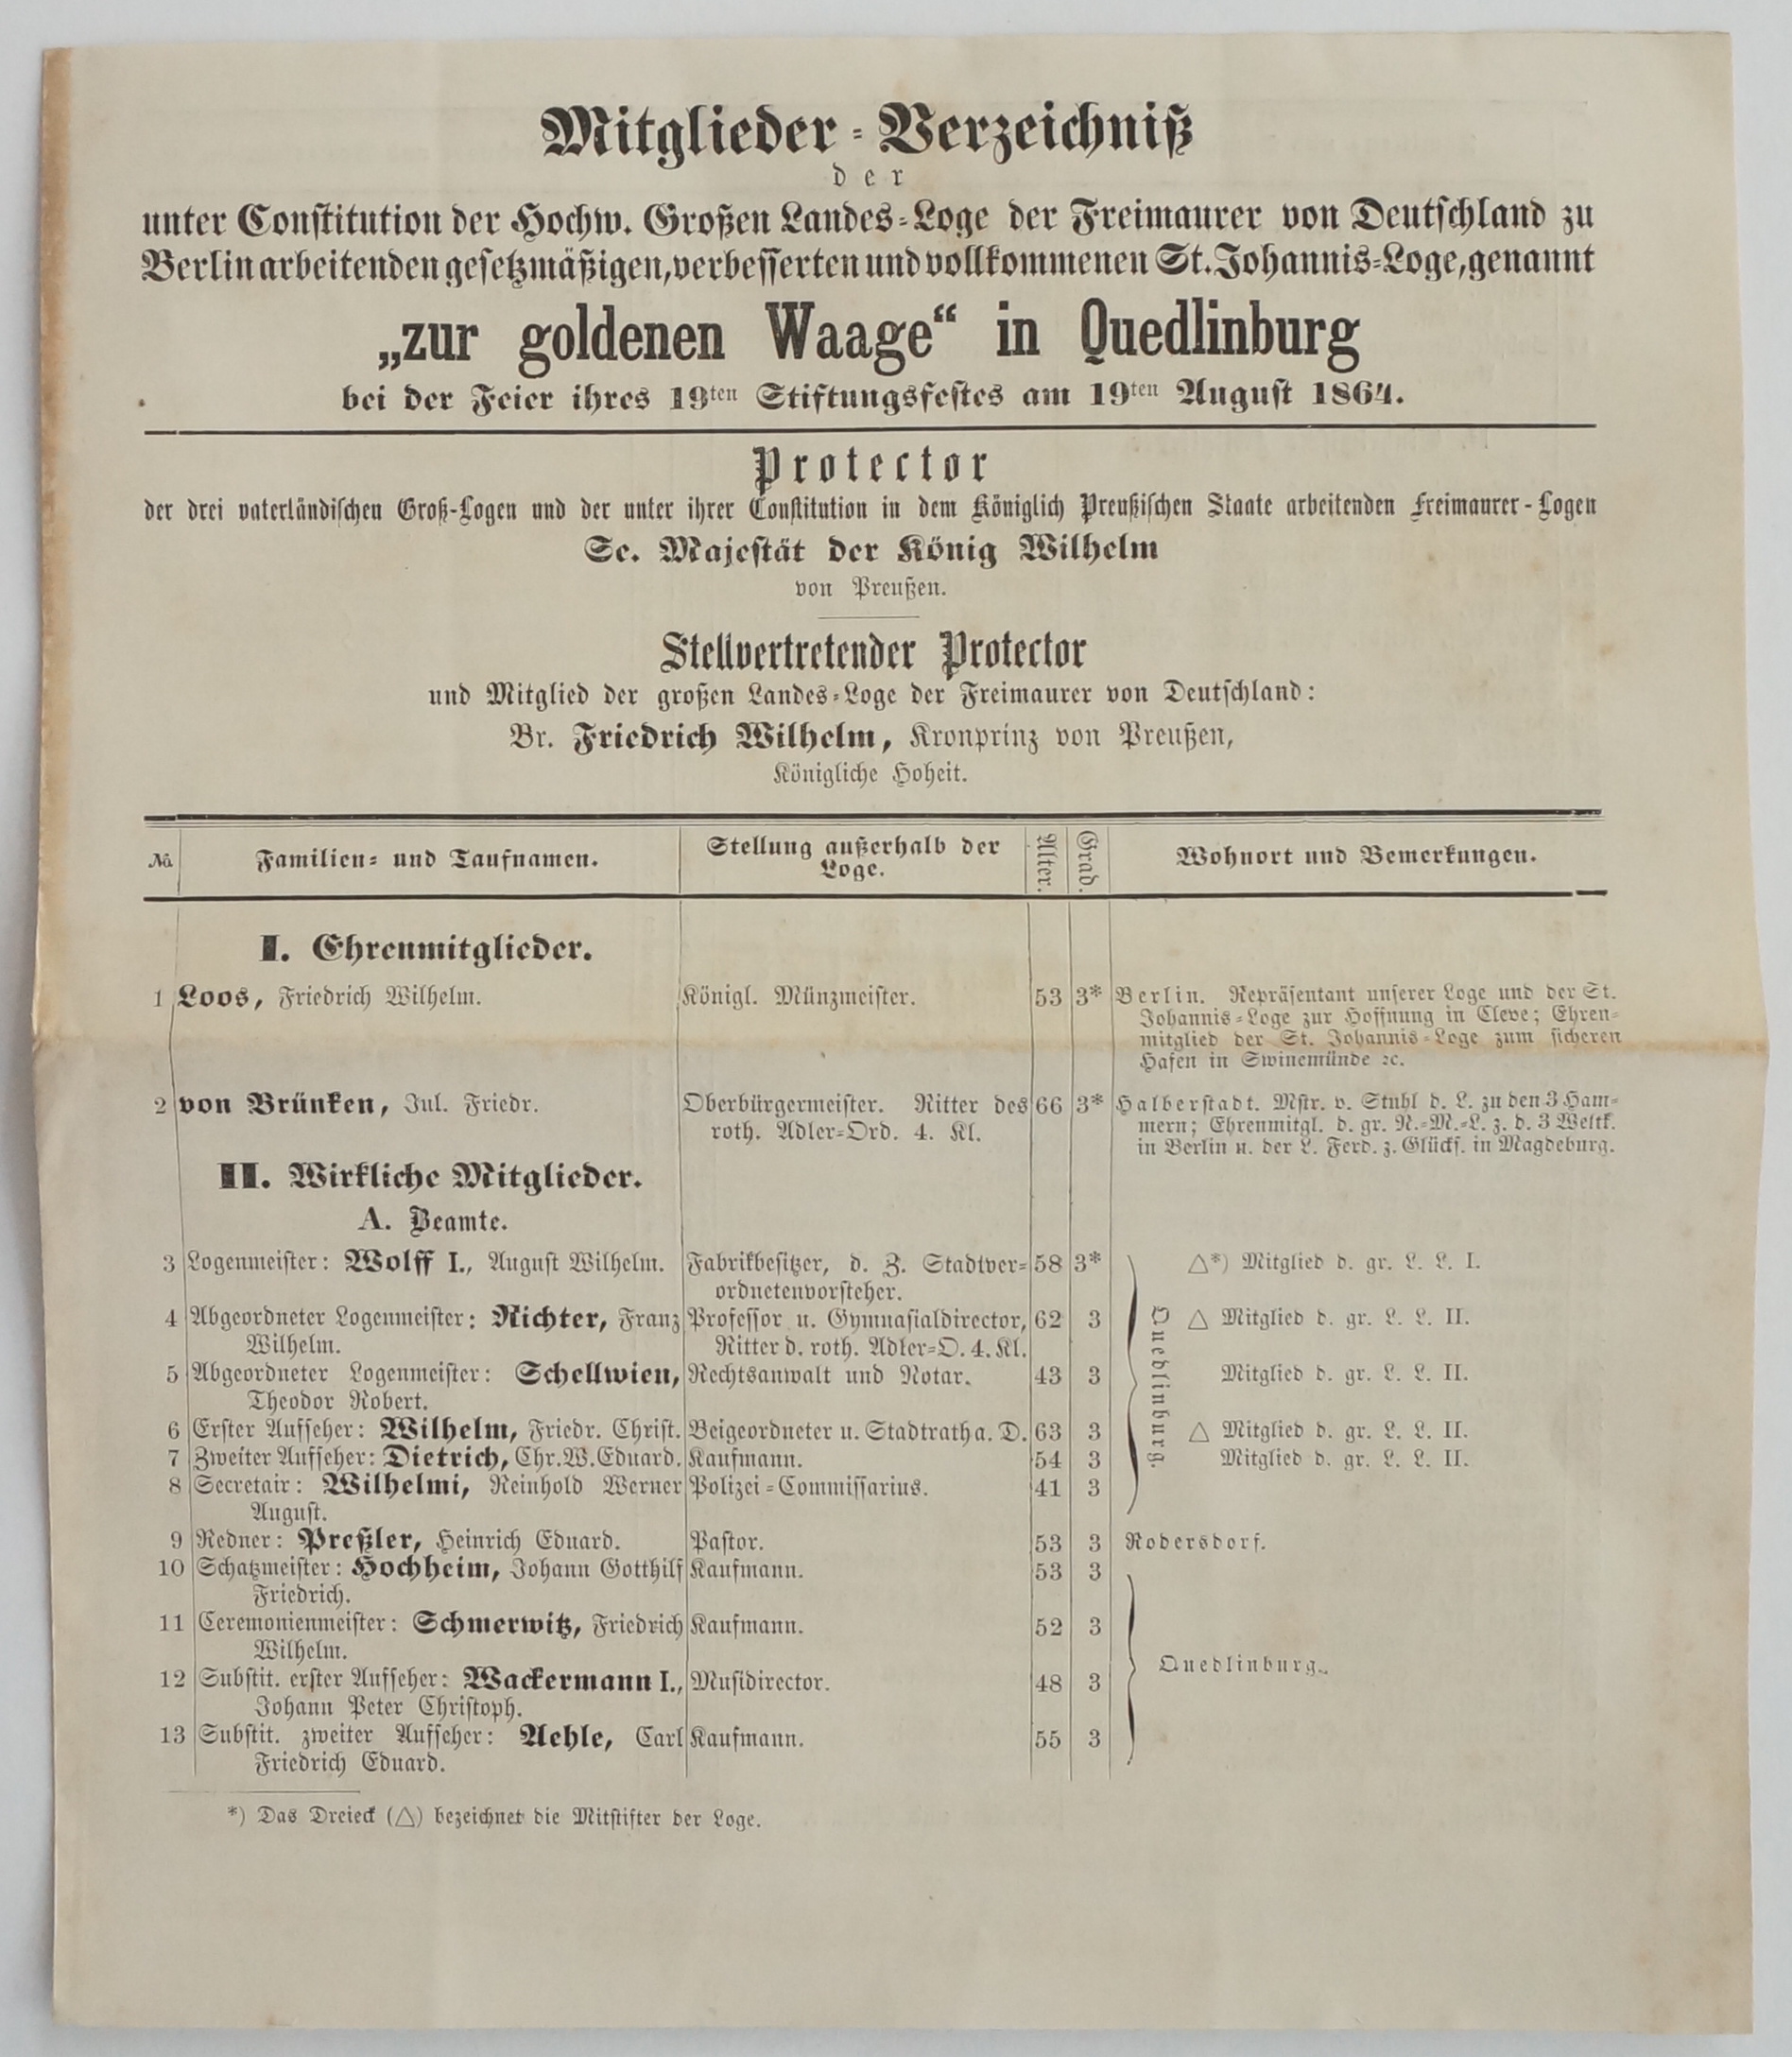 Mitglieder-Verzeichniß
der
unter Constitution der Hochw. Großen Landes-Loge der Freimaurer von Deutschland zu
Berlin arbeitenden gesetzmäßigen, verbesserten und vollkommenen St. Johannis-Loge, genannt
„zur goldenen Waage“ in Quedlinburg
bei der Feier ihres 19ten Stiftungsfestes am 19ten August 1864.
Protector
der drei vaterländischen Groß-Logen und der unter ihrer Constitution in dem Königlich Preußischen Staate arbeitenden Freimaurer-Logen
Se. Majestät der König Wilhelm
von Preußen.
Stellvertretender Protector
und Mitglied der großen Landes-Loge der Freimaurer von Deutschland:
Br. Friedrich Wilhelm, Kronprinz von Preußen,
Königliche Hoheit.
No Familien- und Taufnamen. Stellung außerhalb der Alter. Grad. Wohnort und Bemerkungen.
Loge.
I. Ehrenmitglieder.
1 Loos, Friedrich Wilhelm. Königl. Münzmeister. 53 3* Berlin. Repräsentant unserer Loge und der St.
Johannis-Loge zur Hoffnung in Cleve; Ehren-
mitglied der St. Johannis-Loge zum sicheren
Hafen in Swinemünde ꝛc.
2 von Brünken, Jul. Friedr. Oberbürgermeister. Ritter des 66 3* Halberstadt. Mstr. v. Stuhl d. L. zu den 3 Ham-
roth. Adler-Ord. 4. Kl. mern; Ehrenmitgl. d. gr. N.-M.-L. z. d. 3 Weltk.
in Berlin u. der L. Ferd. z. Glücks. in Magdeburg.
II. Wirkliche Mitglieder.
A. Beamte.
3 Logenmeister: Wolff I., August Wilhelm. Fabrikbesitzer, d. Z. Stadtver- 58 3* △*) Mitglied d. gr. L. L. I.
ordnetenvorsteher.
4 Abgeordneter Logenmeister: Richter, Franz Professor u. Gymnasialdirector, 62 3 △ Mitglied d. gr. L. L. II.
Wilhelm. Ritter d. roth. Adler-O. 4. Kl.
5 Abgeordneter Logenmeister: Schellwien, Rechtsanwalt und Notar. 43 3 Mitglied d. gr. L. L. II.
Theodor Robert.
6 Erster Aufseher: Wilhelm, Friedr. Christ. Beigeordneter u. Stadtrath a. D. 63 3 △ Mitglied d. gr. L. L. II.
7 Zweiter Aufseher: Dietrich, Chr. W. Eduard. Kaufmann. 54 3 Mitglied d. gr. L. L. II.
8 Secretair: Wilhelmi, Reinhold Werner Polizei-Commissarius. 41 3
August.
Quedlinburg.
9 Redner: Preßler, Heinrich Eduard. Pastor. 53 3 Rodersdorf.
10 Schatzmeister: Hochheim, Johann Gotthilf Kaufmann. 53 3
Friedrich.
11 Ceremonienmeister: Schmerwitz, Friedrich Kaufmann. 52 3
Wilhelm.
12 Substit. erster Aufseher: Wackermann I., Musidirector. 48 3 Quedlinburg.
Johann Peter Christoph.
13 Substit. zweiter Aufseher: Aehle, Carl Kaufmann. 55 3
Friedrich Eduard.
*) Das Dreieck (△) bezeichnet die Mitstifter der Loge.